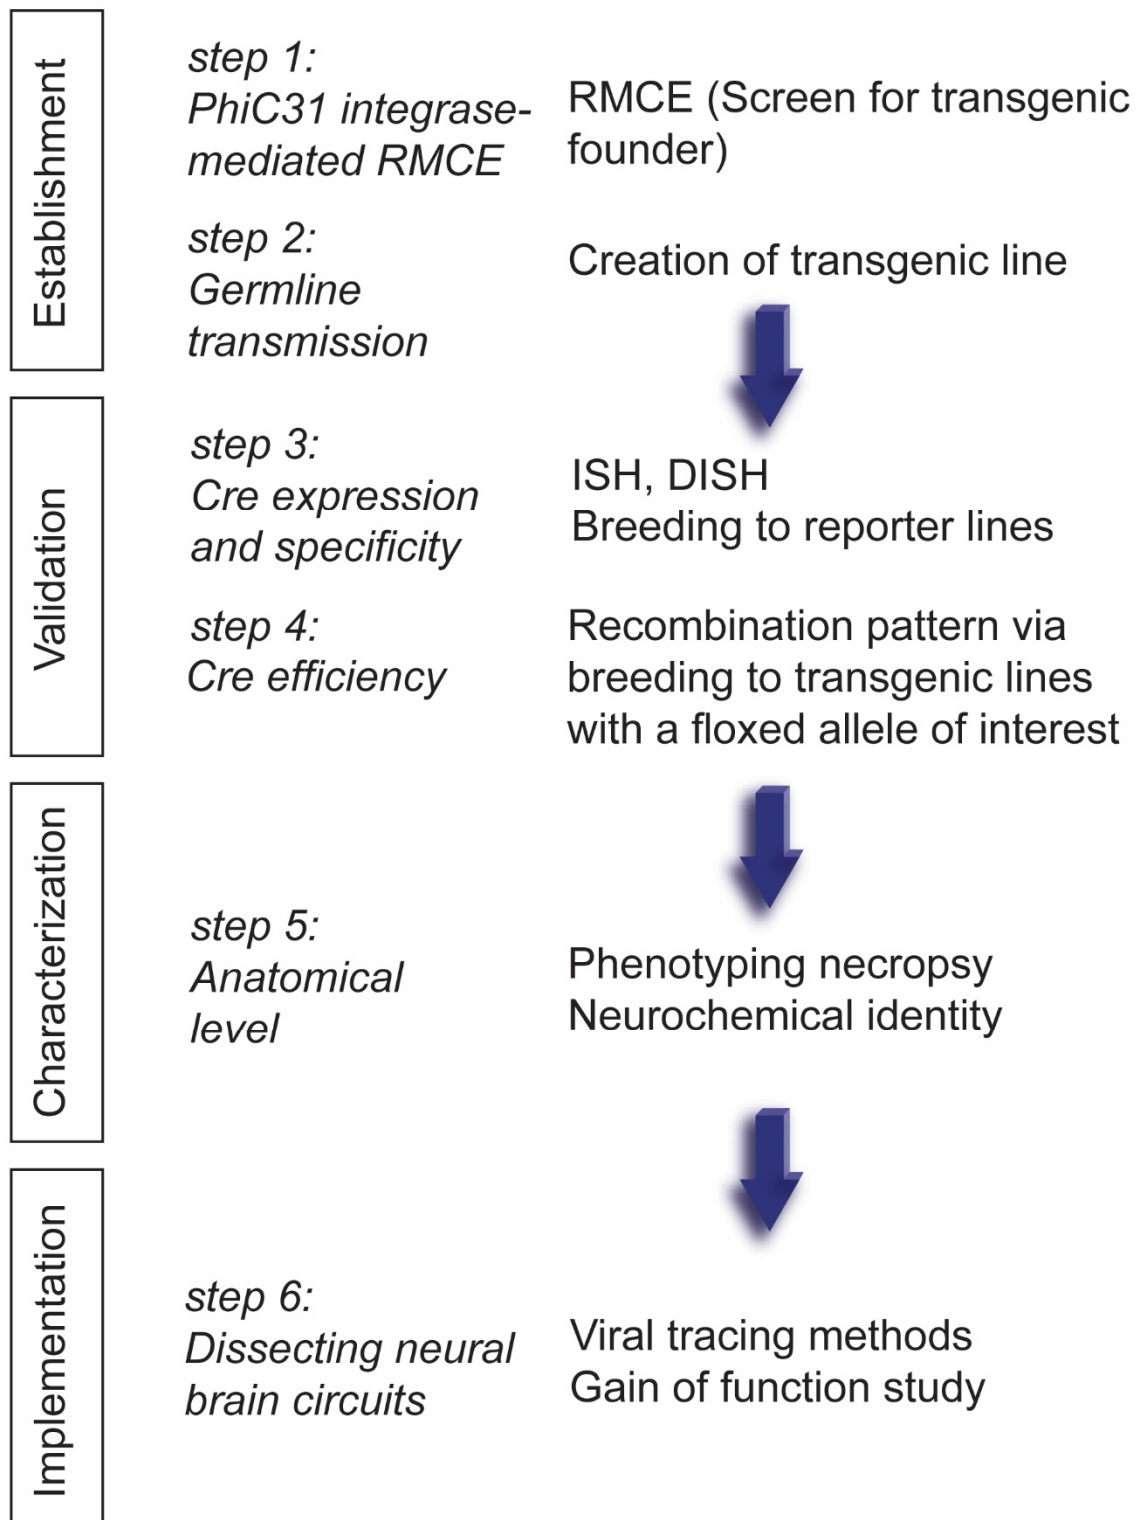 Establishment
step 1:
PhiC31 integrase-
mediated RMCE
RMCE (Screen for transgenic
founder)
step 2:
Germline
transmission
Creation of transgenic line
Validation
step 3:
Cre expression
and specificity
ISH, DISH
Breeding to reporter lines
step 4:
Cre efficiency
Recombination pattern via
breeding to transgenic lines
with a floxed allele of interest
Characterization
step 5:
Anatomical
level
Phenotyping necropsy
Neurochemical identity
Implementation
step 6:
Dissecting neural
brain circuits
Viral tracing methods
Gain of function study